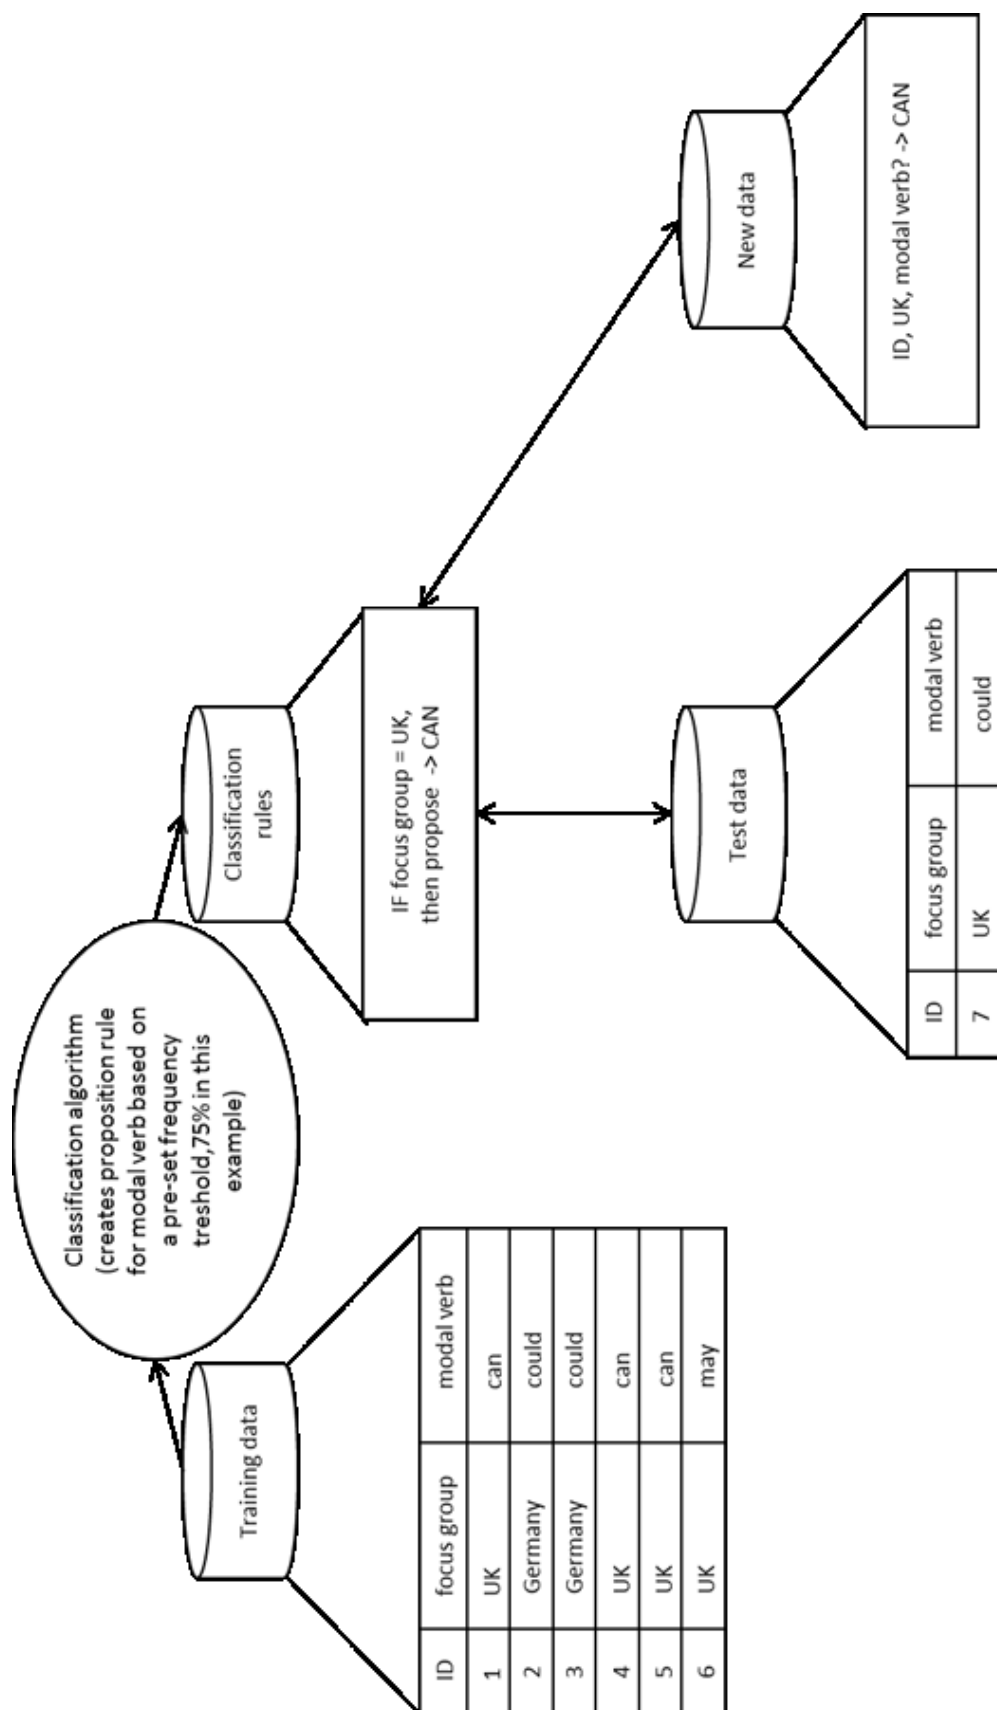 Classification algorithm
(creates proposition rule
for modal verb based on
a pre-set frequency
treshold,75% in this
example)
Training data
ID focus group modal verb
1 UK can
2 Germany could
3 Germany could
4 UK can
5 UK can
6 UK may
Classification
rules
IF focus group = UK,
then propose -> CAN
Test data
ID focus group modal verb
7 UK could
New data
ID, UK, modal verb? -> CAN